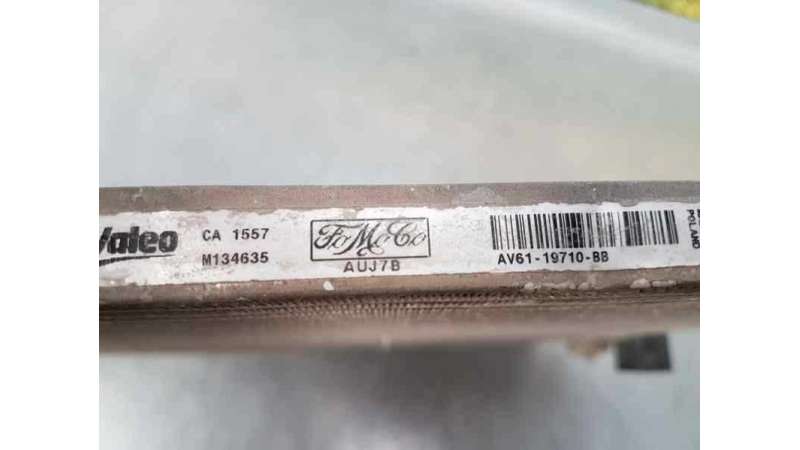 Valeo
CA 1557
M134635
FoMoCo
AUJ7B
AV61-19710-BB
POLAND